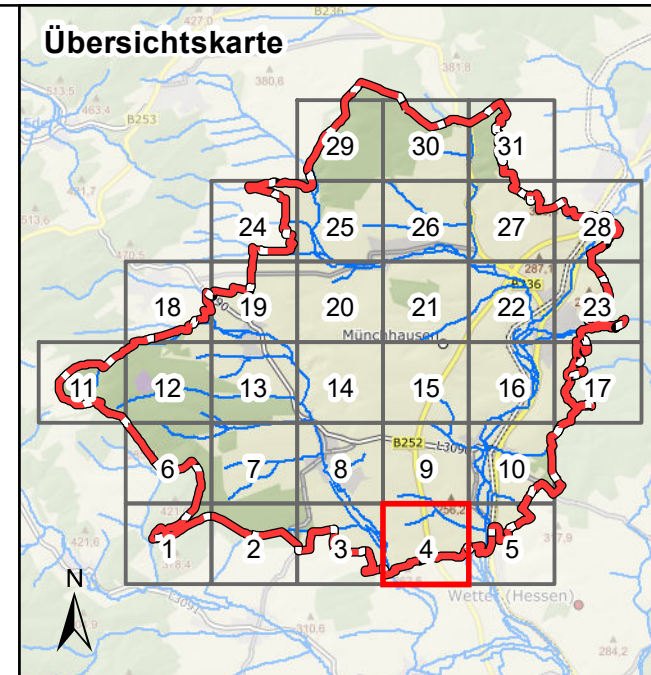 Übersichtskarte
427,0
B236
513,5
463,4
B253
380,6
381,8
Eder
29 30 31
421,7
513,6
24 25 26 27 28
470,5
287,1
B236
18 19 20 21 22 23
90
Münchhausen
11 12 13 14 15 16 17
B252 L3090
6 7 8 9 10
421,6
256,2
317,9
1 2 3 4 5
N
L3091
310,6
Wetter (Hessen)
284,2